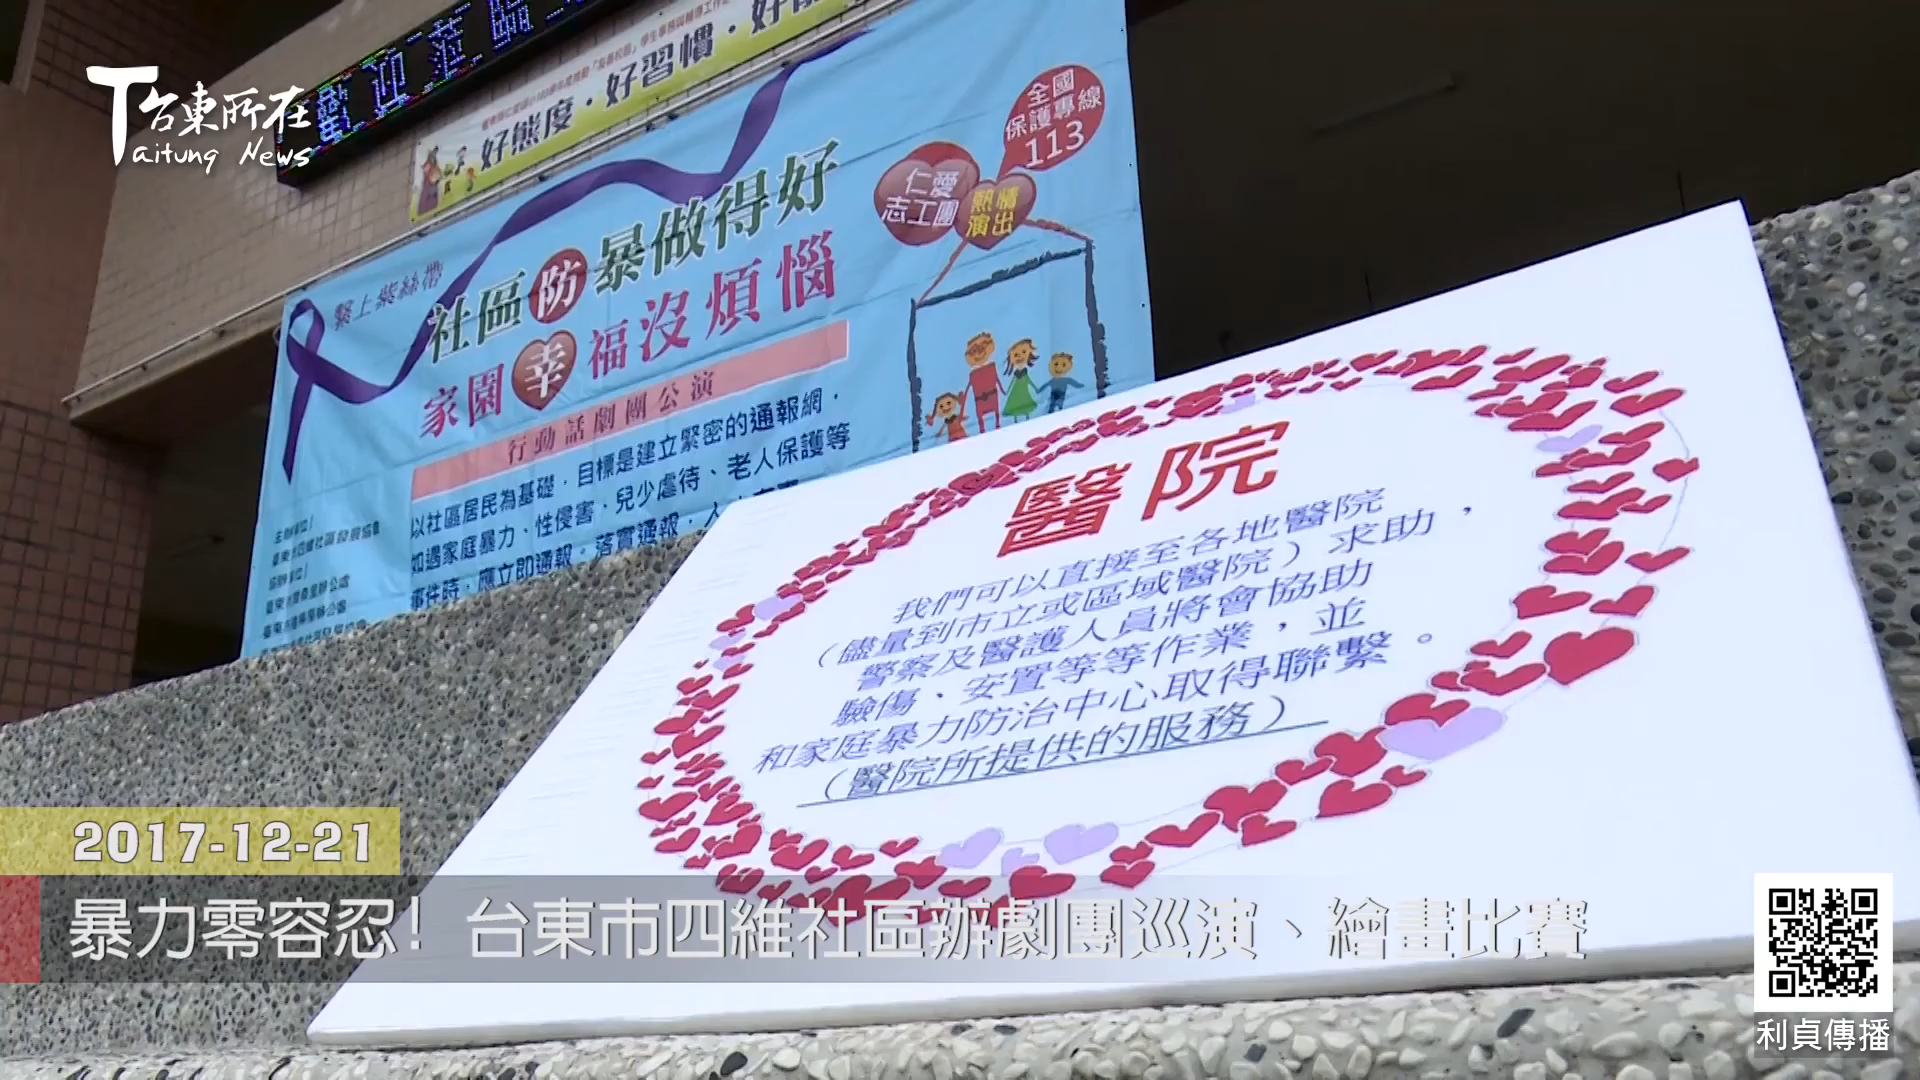 台東所在
Taitung News
歡迎蒞臨
好態度．好習慣．好
全國
保護專線
113
仁愛
志工團
熱情
演出
繫上紫絲帶
社區防暴做得好
家園幸福沒煩惱
行動話劇團公演
以社區居民為基礎，目標是建立緊密的通報網，
如遇家庭暴力、性侵害、兒少虐待、老人保護等
事件時，應立即通報。落實通報，人
醫院
我們可以直接至各地醫院
（儘量到市立或區域醫院）求助，
警察及醫護人員將會協助
驗傷、安置等等作業，並
和家庭暴力防治中心取得聯繫。
（醫院所提供的服務）
2017-12-21
暴力零容忍！台東市四維社區辦劇團巡演、繪畫比賽
利貞傳播